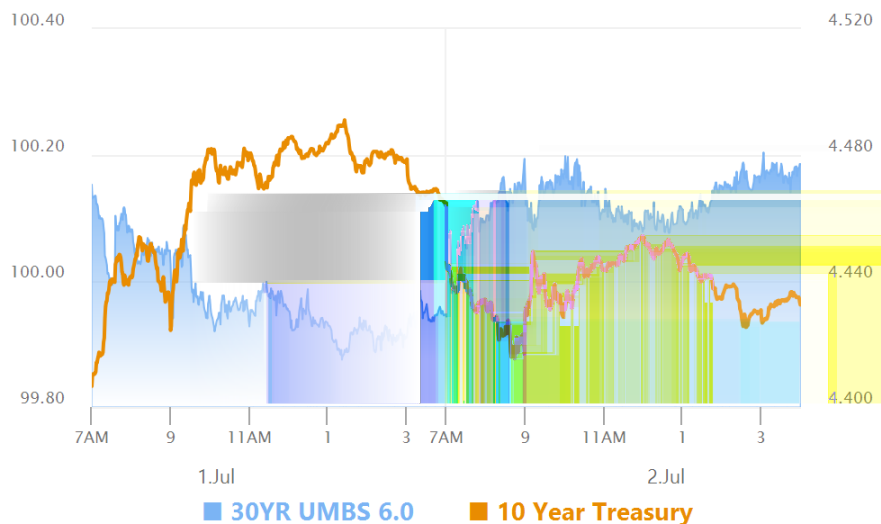 100.40 4.520
100.20 4.480
100.00 4.440
99.80 4.400
7AM 9 11AM 1 3 7AM 9 11AM 1 3
1.Jul 2.Jul
30YR UMBS 6.0 10 Year Treasury